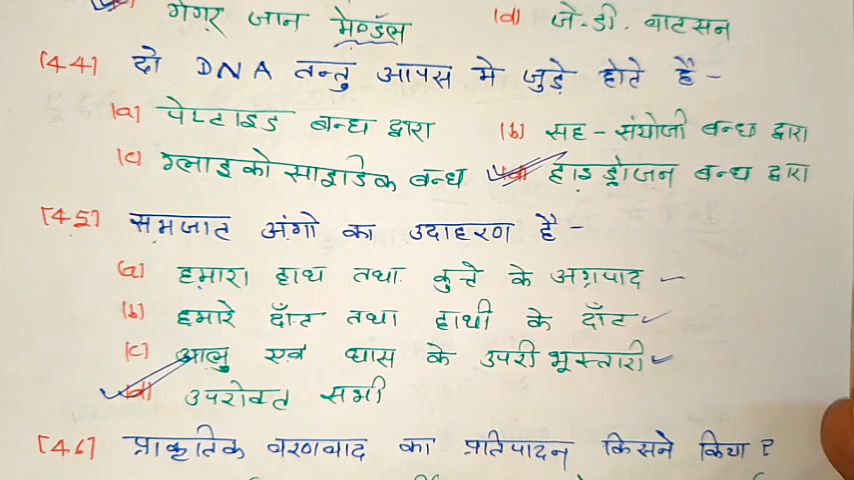 ग्रेगर जान मेण्डल (d) जे. डी. वाटसन
[44] दो DNA तन्तु आपस मे जुड़े होते है -
(a) पेप्टाइड बन्ध द्वारा (b) सह - संयोजी बन्ध द्वारा
(c) ग्लाइकोसाइडिक बन्ध (d) हाइड्रोजन बन्ध द्वारा
[45] समजात अंगो का उदाहरण है -
(a) हमारा हाथ तथा कुत्ते के अग्रपाद
(b) हमारे दाँत तथा हाथी के दाँत
(c) आलु एवं घास के उपरी भूस्तारी
(d) उपरोक्त सभी
[46] प्राकृतिक वरणवाद का प्रतिपादन किसने किया ?